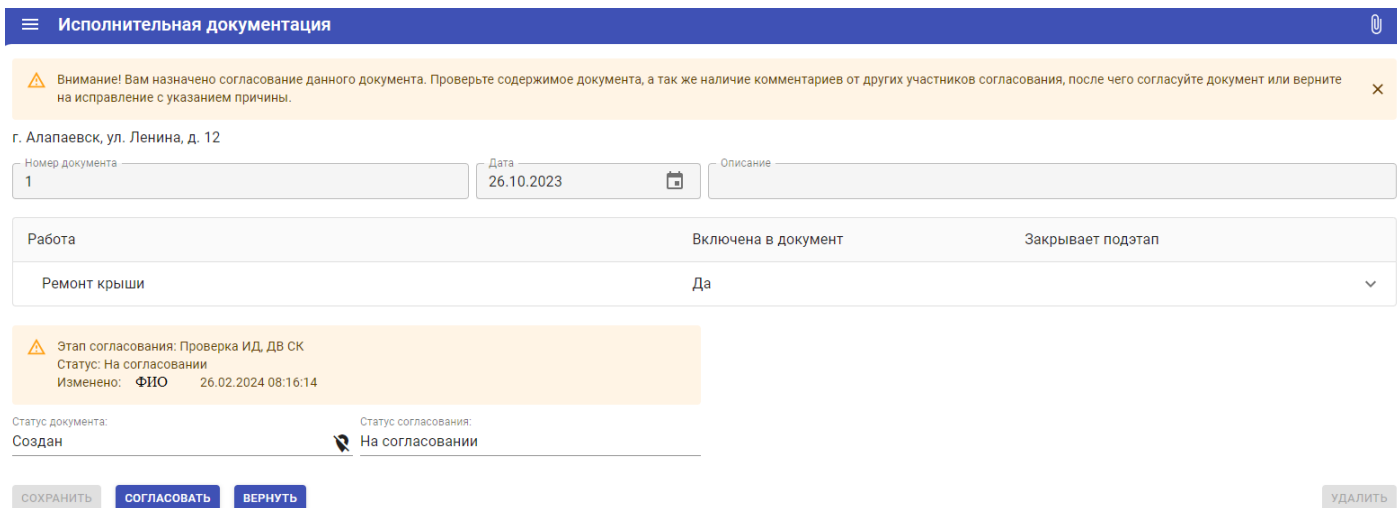 Исполнительная документация
Внимание! Вам назначено согласование данного документа. Проверьте содержимое документа, а так же наличие комментариев от других участников согласования, после чего согласуйте документ или верните
на исправление с указанием причины.
г. Алапаевск, ул. Ленина, д. 12
Номер документа Дата Описание
1 26.10.2023
Работа Включена в документ Закрывает подэтап
Ремонт крыши Да
Этап согласования: Проверка ИД, ДВ СК
Статус: На согласовании
Изменено: ФИО 26.02.2024 08:16:14
Статус документа: Статус согласования:
Создан На согласовании
СОХРАНИТЬ СОГЛАСОВАТЬ ВЕРНУТЬ УДАЛИТЬ